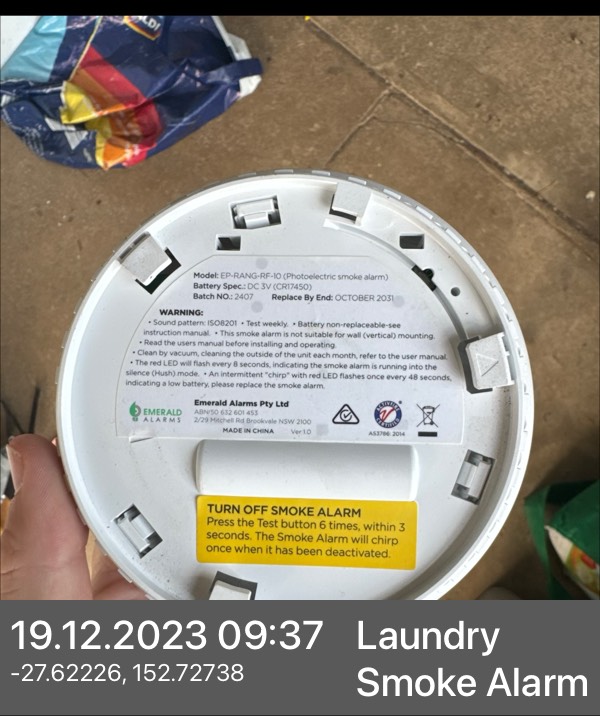 LDI
Model: EP-RANG-RF-10 (Photoelectric smoke alarm)
Battery Spec.: DC 3V (CR17450)
Batch NO.: 2407 Replace By End: OCTOBER 2031
WARNING:
• Sound pattern: ISO8201 • Test weekly. • Battery non-replaceable-see
instruction manual. • This smoke alarm is not suitable for wall (vertical) mounting.
• Read the users manual before installing and operating.
• Clean by vacuum, cleaning the outside of the unit each month, refer to the user manual.
• The red LED will flash every 8 seconds, indicating the smoke alarm is running into the
silence (Hush) mode. • An intermittent "chirp" with red LED flashes once every 48 seconds,
indicating a low battery, please replace the smoke alarm.
EMERALD
ALARMS
Emerald Alarms Pty Ltd
ABN 50 632 601 453
2/29 Mitchell Rd Brookvale NSW 2100
MADE IN CHINA Ver:1.0
AS3786: 2014
TURN OFF SMOKE ALARM
Press the Test button 6 times, within 3
seconds. The Smoke Alarm will chirp
once when it has been deactivated.
19.12.2023 09:37
-27.62226, 152.72738
Laundry
Smoke Alarm